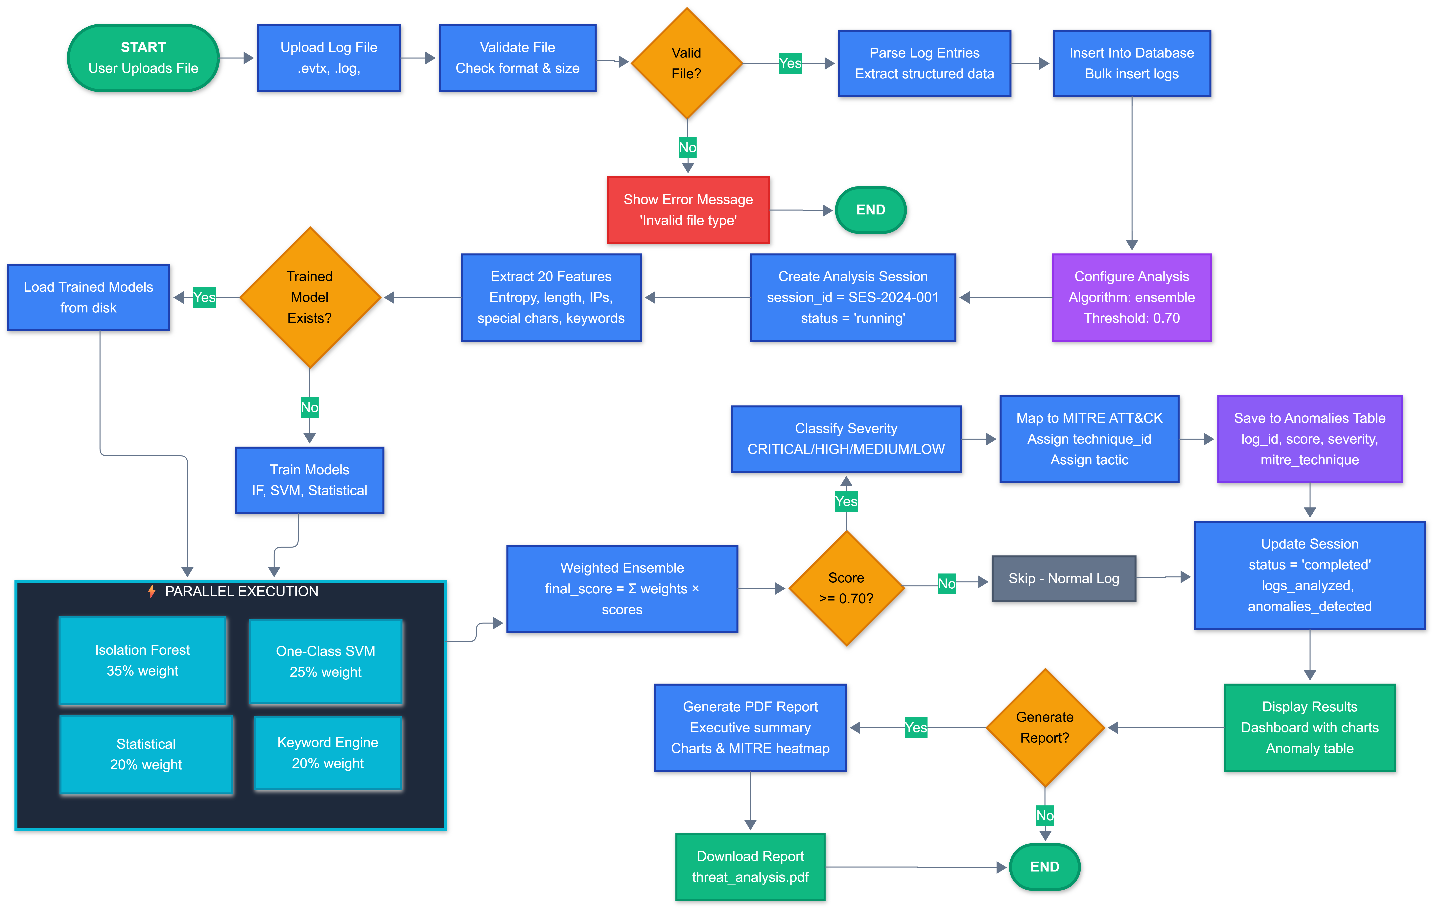 START
User Uploads File
Upload Log File
.evtx, .log,
Validate File
Check format & size
Valid
File?
Yes
Parse Log Entries
Extract structured data
Insert Into Database
Bulk insert logs
No
Show Error Message
'Invalid file type'
END
Configure Analysis
Algorithm: ensemble
Threshold: 0.70
Create Analysis Session
session_id = SES-2024-001
status = 'running'
Extract 20 Features
Entropy, length, IPs,
special chars, keywords
Trained
Model
Exists?
Yes
Load Trained Models
from disk
No
Train Models
IF, SVM, Statistical
⚡ PARALLEL EXECUTION
Isolation Forest
35% weight
One-Class SVM
25% weight
Statistical
20% weight
Keyword Engine
20% weight
Weighted Ensemble
final_score = Σ weights ×
scores
Score
>= 0.70?
Yes
Classify Severity
CRITICAL/HIGH/MEDIUM/LOW
Map to MITRE ATT&CK
Assign technique_id
Assign tactic
Save to Anomalies Table
log_id, score, severity,
mitre_technique
No
Skip - Normal Log
Update Session
status = 'completed'
logs_analyzed,
anomalies_detected
Display Results
Dashboard with charts
Anomaly table
Generate
Report?
Yes
Generate PDF Report
Executive summary
Charts & MITRE heatmap
No
Download Report
threat_analysis.pdf
END